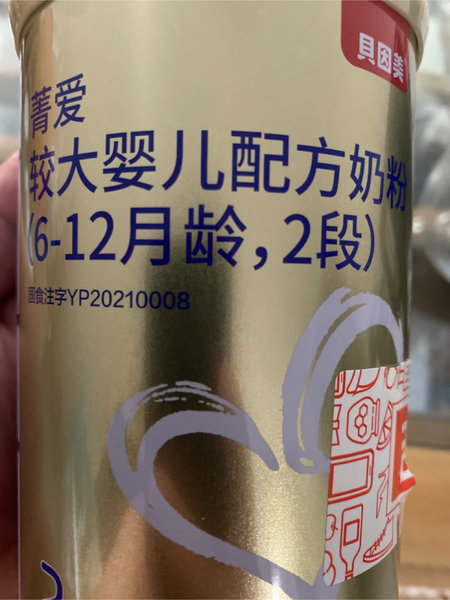 貝因美
菁爱
较大婴儿配方奶粉
(6-12月龄，2段)
国食注字YP20210008